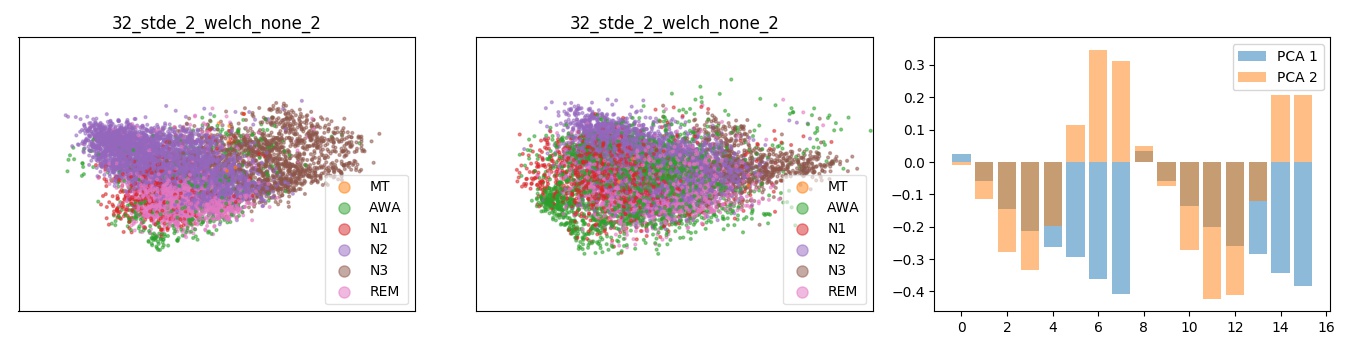 32_stde_2_welch_none_2
MT
AWA
N1
N2
N3
REM
32_stde_2_welch_none_2
MT
AWA
N1
N2
N3
REM
PCA 1
PCA 2
0.3
0.2
0.1
0.0
−0.1
−0.2
−0.3
−0.4
0 2 4 6 8 10 12 14 16